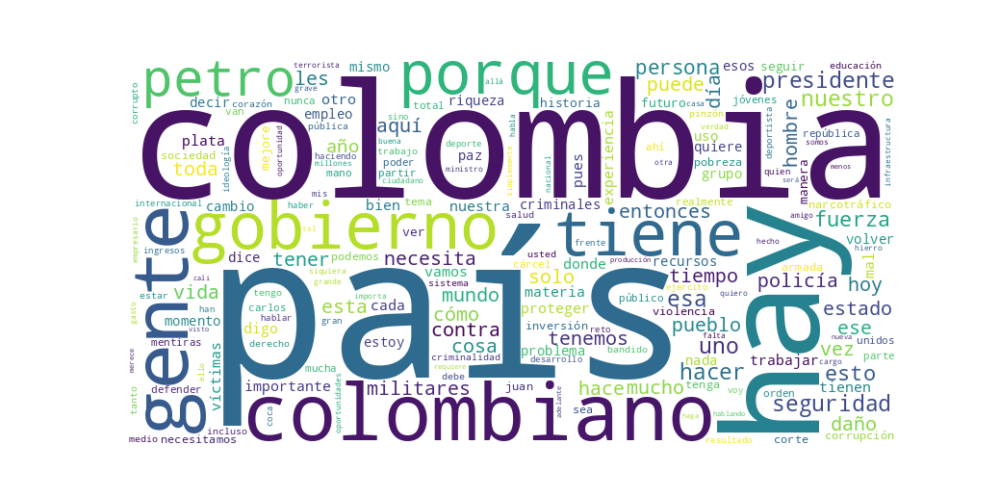 terrorista
grave
corrupto
petro
les
mismo
porque
allá
persona
esos
seguir
educación
puede
día
presidente
decir
corazón
nunca
otro
total
riqueza
historia
futuro
casa
jóvenes
pinzón
nuestro
van
empleo
sino
habla
colombia
plata
ideología
mejore
oportunidad
pública
aquí
buena
deporte
uso
ahí
verdad
quiere
deportista
hombre
república
somos
infraestructura
sociedad
toda
haciendo
millones
año
trabajo
poder
paz
simplemente
nacional
pues
experiencia
otra
pobreza
quien
manera
menos
mano
partir
ciudadano
ministro
grupo
será
internacional
cambio
mis
haber
bien
tema
nuestra
criminales
realmente
narcotráfico
gente
gobierno
tal
ver
salud
tiene
entonces
amigo
hay
fuerza
empresario
ingresos
dice
tener
podemos
necesita
usted
frente
donde
recursos
hecho
volver
mal
hierro
cali
siquiera
grande
vamos
sistema
cárcel
solo
producción
tiempo
policía
armada
hoy
estar
vida
tengo
importa
país
mundo
materia
público
ejército
esa
quiero
gasto
han
carlos
hablar
esta
cada
cómo
proteger
violencia
estado
momento
visto
digo
gran
estoy
contra
inversión
reto
pueblo
uno
falta
nueva
ese
unidos
mentiras
derecho
cosa
criminalidad
tenemos
problema
desarrollo
bandido
nada
trabajar
cargo
vez
parte
merece
ello
víctimas
mucha
requiere
debe
hacer
esto
defender
importante
militares
juan
adelante
hace
mucho
tenga
voy
orden
tienen
tanto
coca
oportunidades
colombiano
sea
haga
hablando
seguridad
daño
medio
necesitamos
incluso
resultado
corte
corrupción